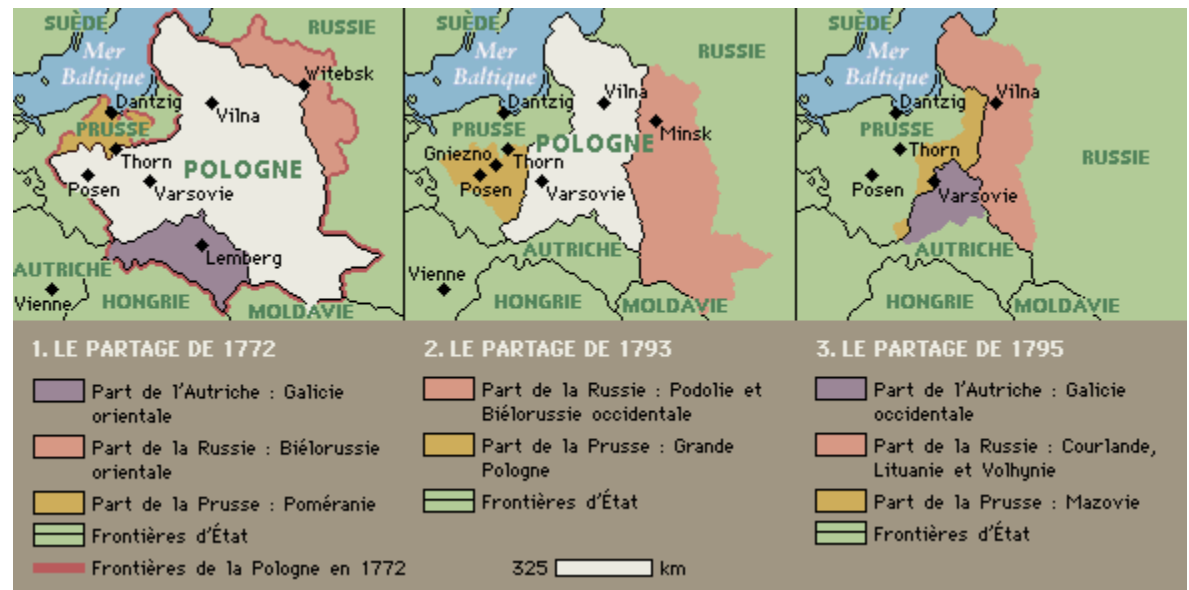 SUÈDE
RUSSIE
Mer
Baltique
Witebsk
Dantzig
Vilna
PRUSSE
Thorn
POLOGNE
Posen
Varsovie
Lemberg
AUTRICHE
Vienne
HONGRIE
MOLDAVIE
SUÈDE
RUSSIE
Mer
Baltique
Vilna
Dantzig
Minsk
PRUSSE
POLOGNE
Gniezno
Thorn
Posen
Varsovie
AUTRICHE
Vienne
HONGRIE
MOLDAVIE
SUÈDE
Mer
Baltique
Vilna
Dantzig
PRUSSE
Thorn
RUSSIE
Posen
Varsovie
AUTRICHE
HONGRIE
MOLDAVIE
1. LE PARTAGE DE 1772
Part de l'Autriche : Galicie
orientale
Part de la Russie : Biélorussie
orientale
Part de la Prusse : Poméranie
Frontières d'État
Frontières de la Pologne en 1772
2. LE PARTAGE DE 1793
Part de la Russie : Podolie et
Biélorussie occidentale
Part de la Prusse : Grande
Pologne
Frontières d'État
325 km
3. LE PARTAGE DE 1795
Part de l'Autriche : Galicie
occidentale
Part de la Russie : Courlande,
Lituanie et Volhynie
Part de la Prusse : Mazovie
Frontières d'État